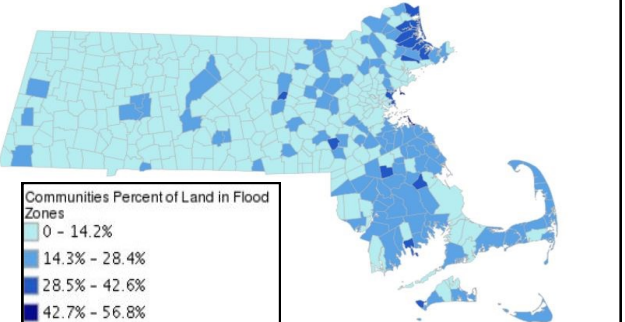 Communities Percent of Land in Flood
Zones
0 - 14.2%
14.3% - 28.4%
28.5% - 42.6%
42.7% - 56.8%